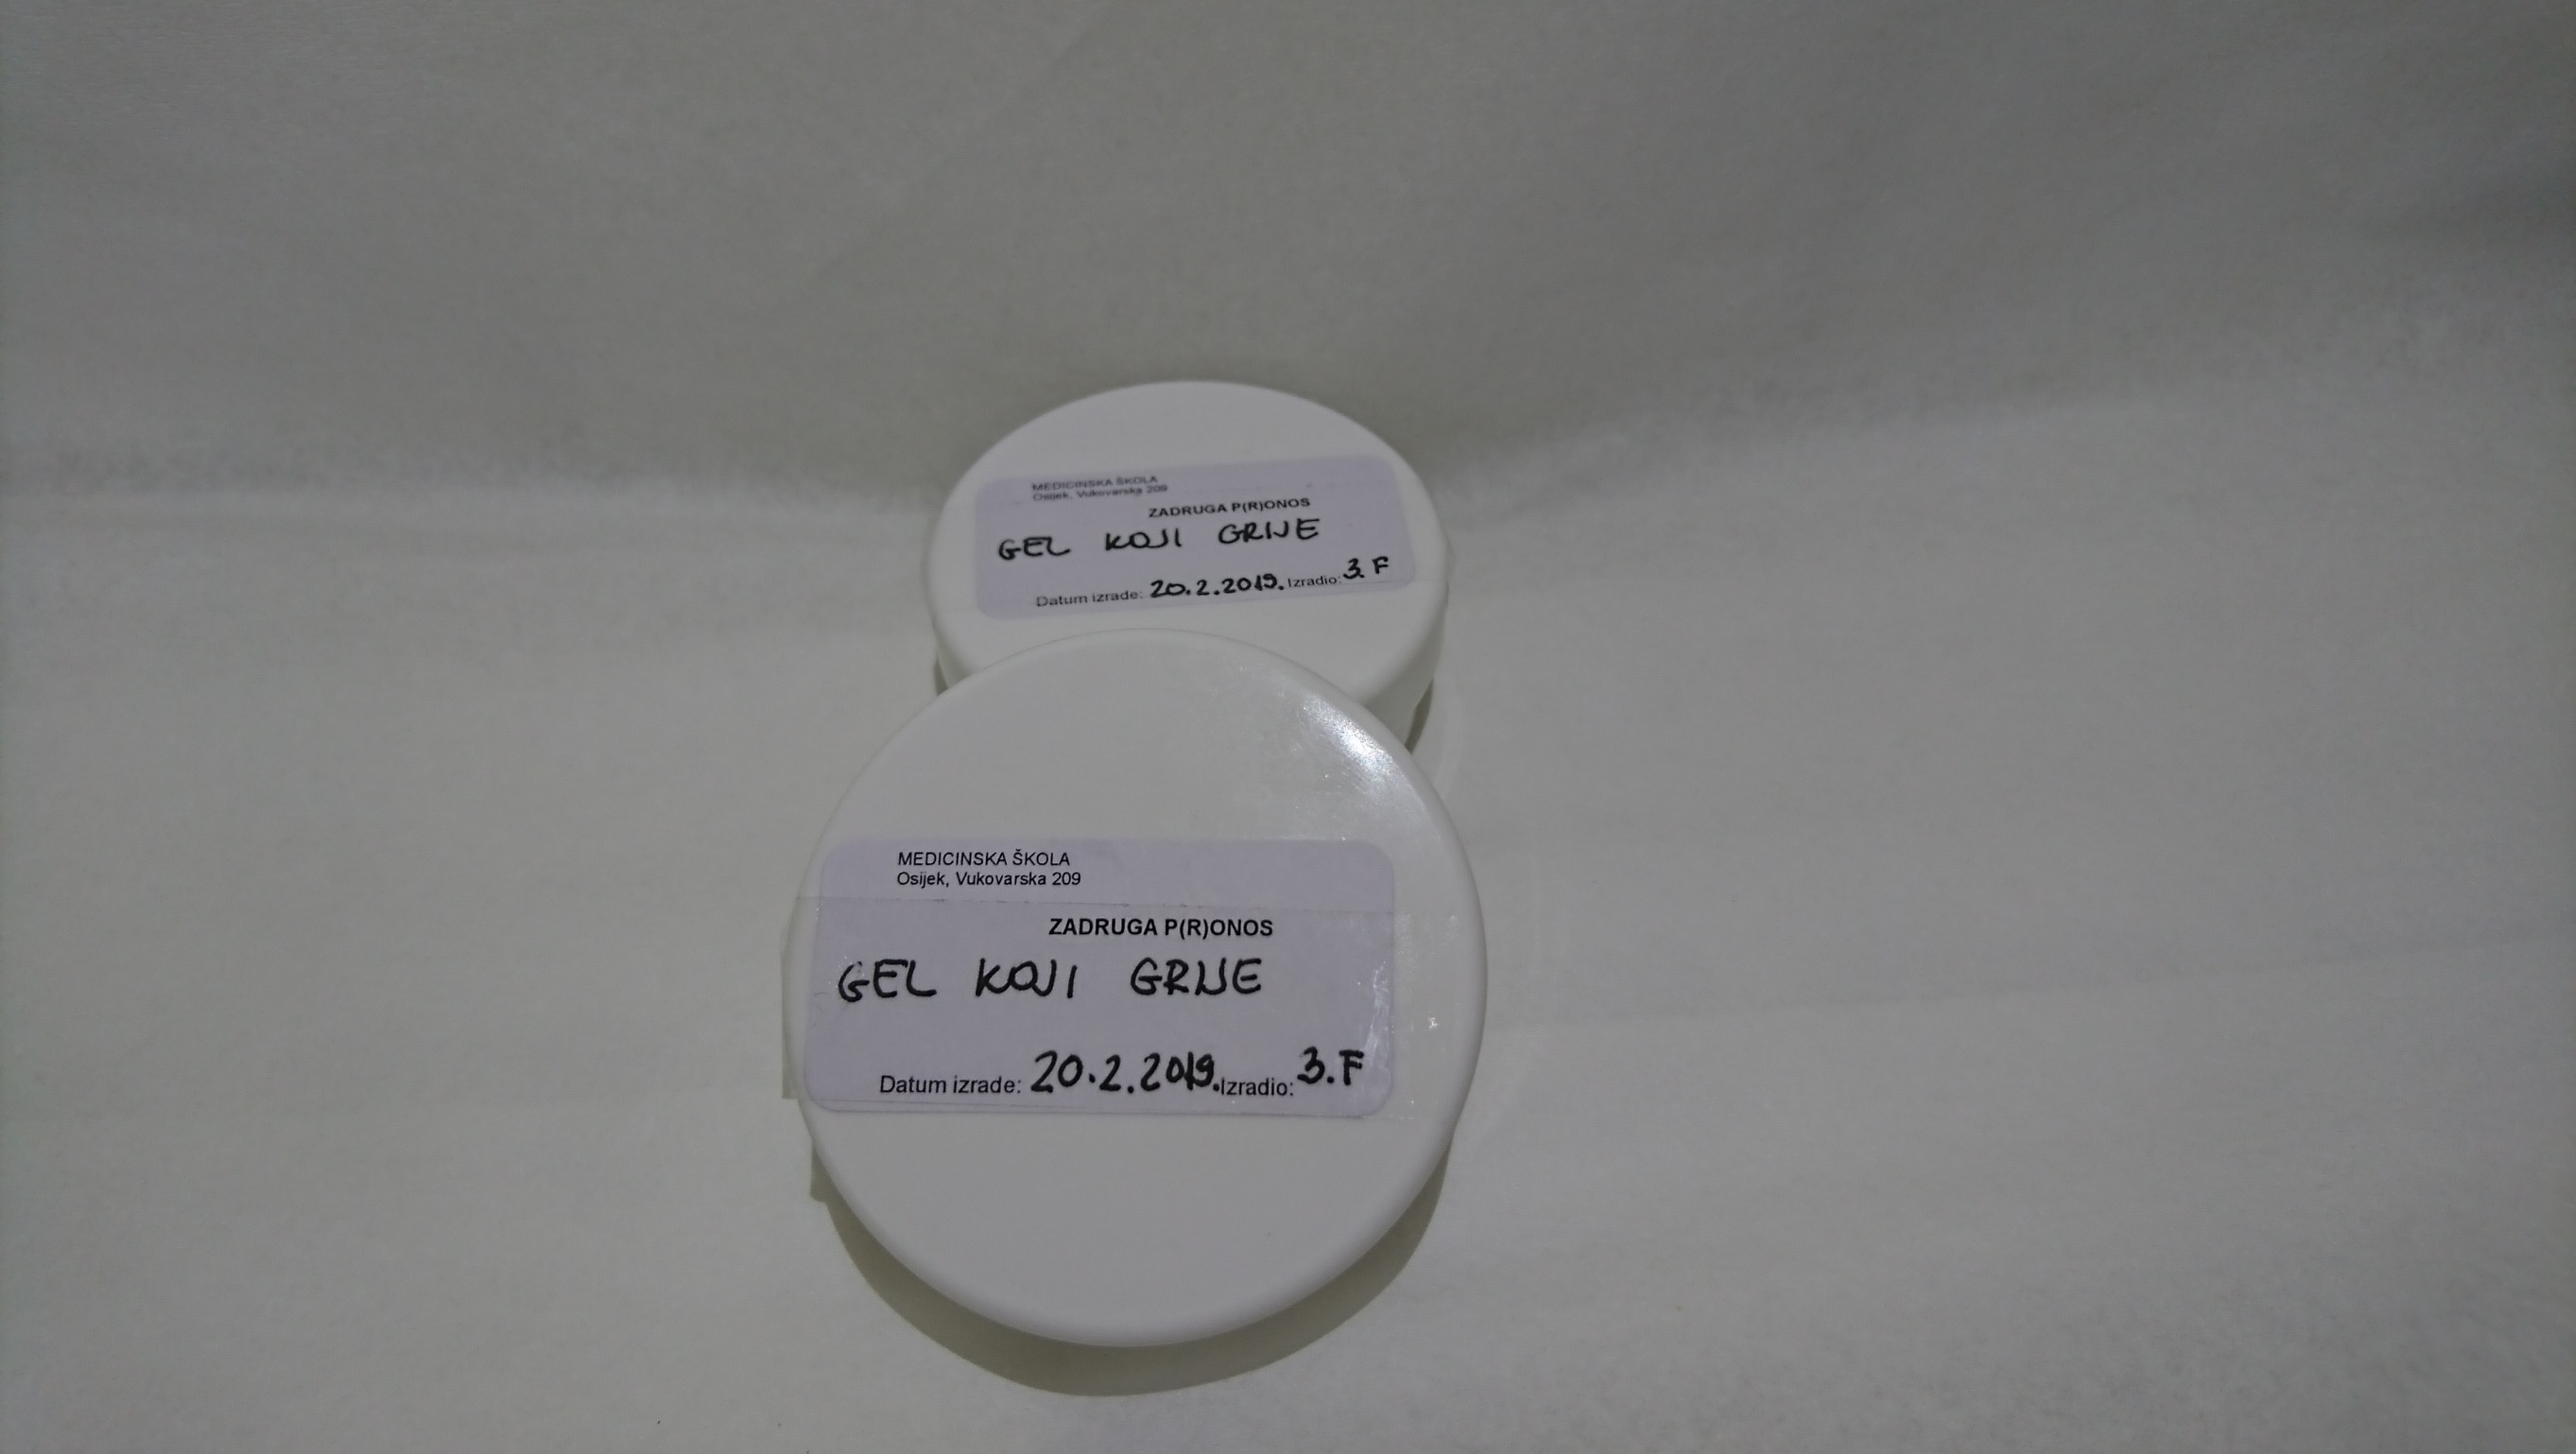 MEDICINSKA ŠKOLA
Osijek, Vukovarska 209
ZADRUGA P(R)ONOS
GEL KOJI GRIJE
Datum izrade: 20.2.2019. Izradio: 3. F
MEDICINSKA ŠKOLA
Osijek, Vukovarska 209
ZADRUGA P(R)ONOS
GEL KOJI GRIJE
Datum izrade: 20.2.2019. Izradio: 3.F